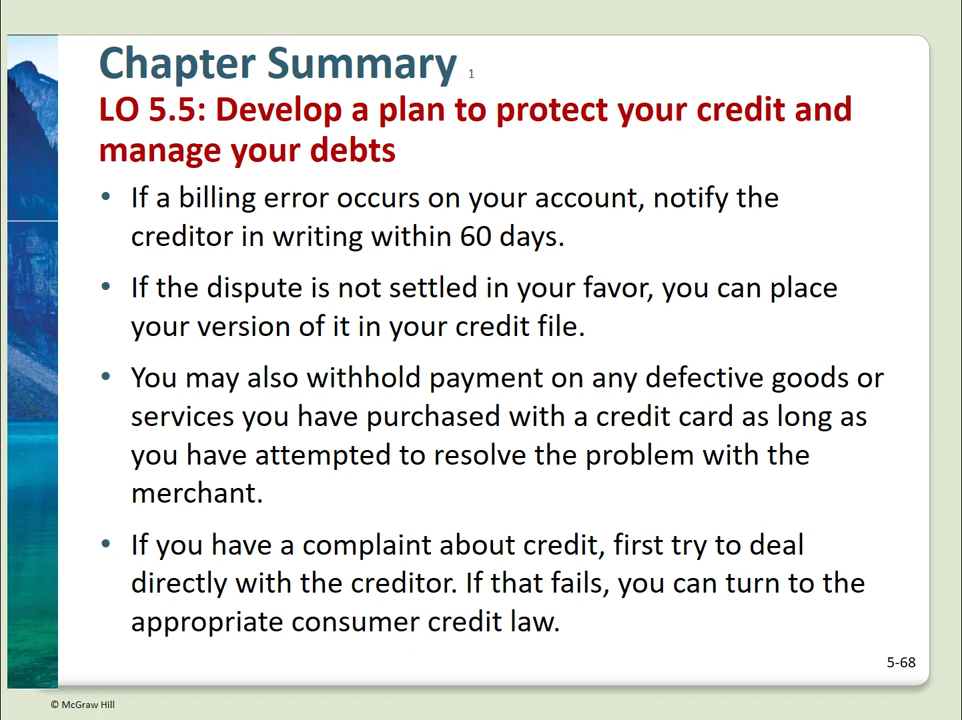 Chapter Summary 1
LO 5.5: Develop a plan to protect your credit and
manage your debts
• If a billing error occurs on your account, notify the
creditor in writing within 60 days.
• If the dispute is not settled in your favor, you can place
your version of it in your credit file.
• You may also withhold payment on any defective goods or
services you have purchased with a credit card as long as
you have attempted to resolve the problem with the
merchant.
• If you have a complaint about credit, first try to deal
directly with the creditor. If that fails, you can turn to the
appropriate consumer credit law.
5-68
© McGraw Hill